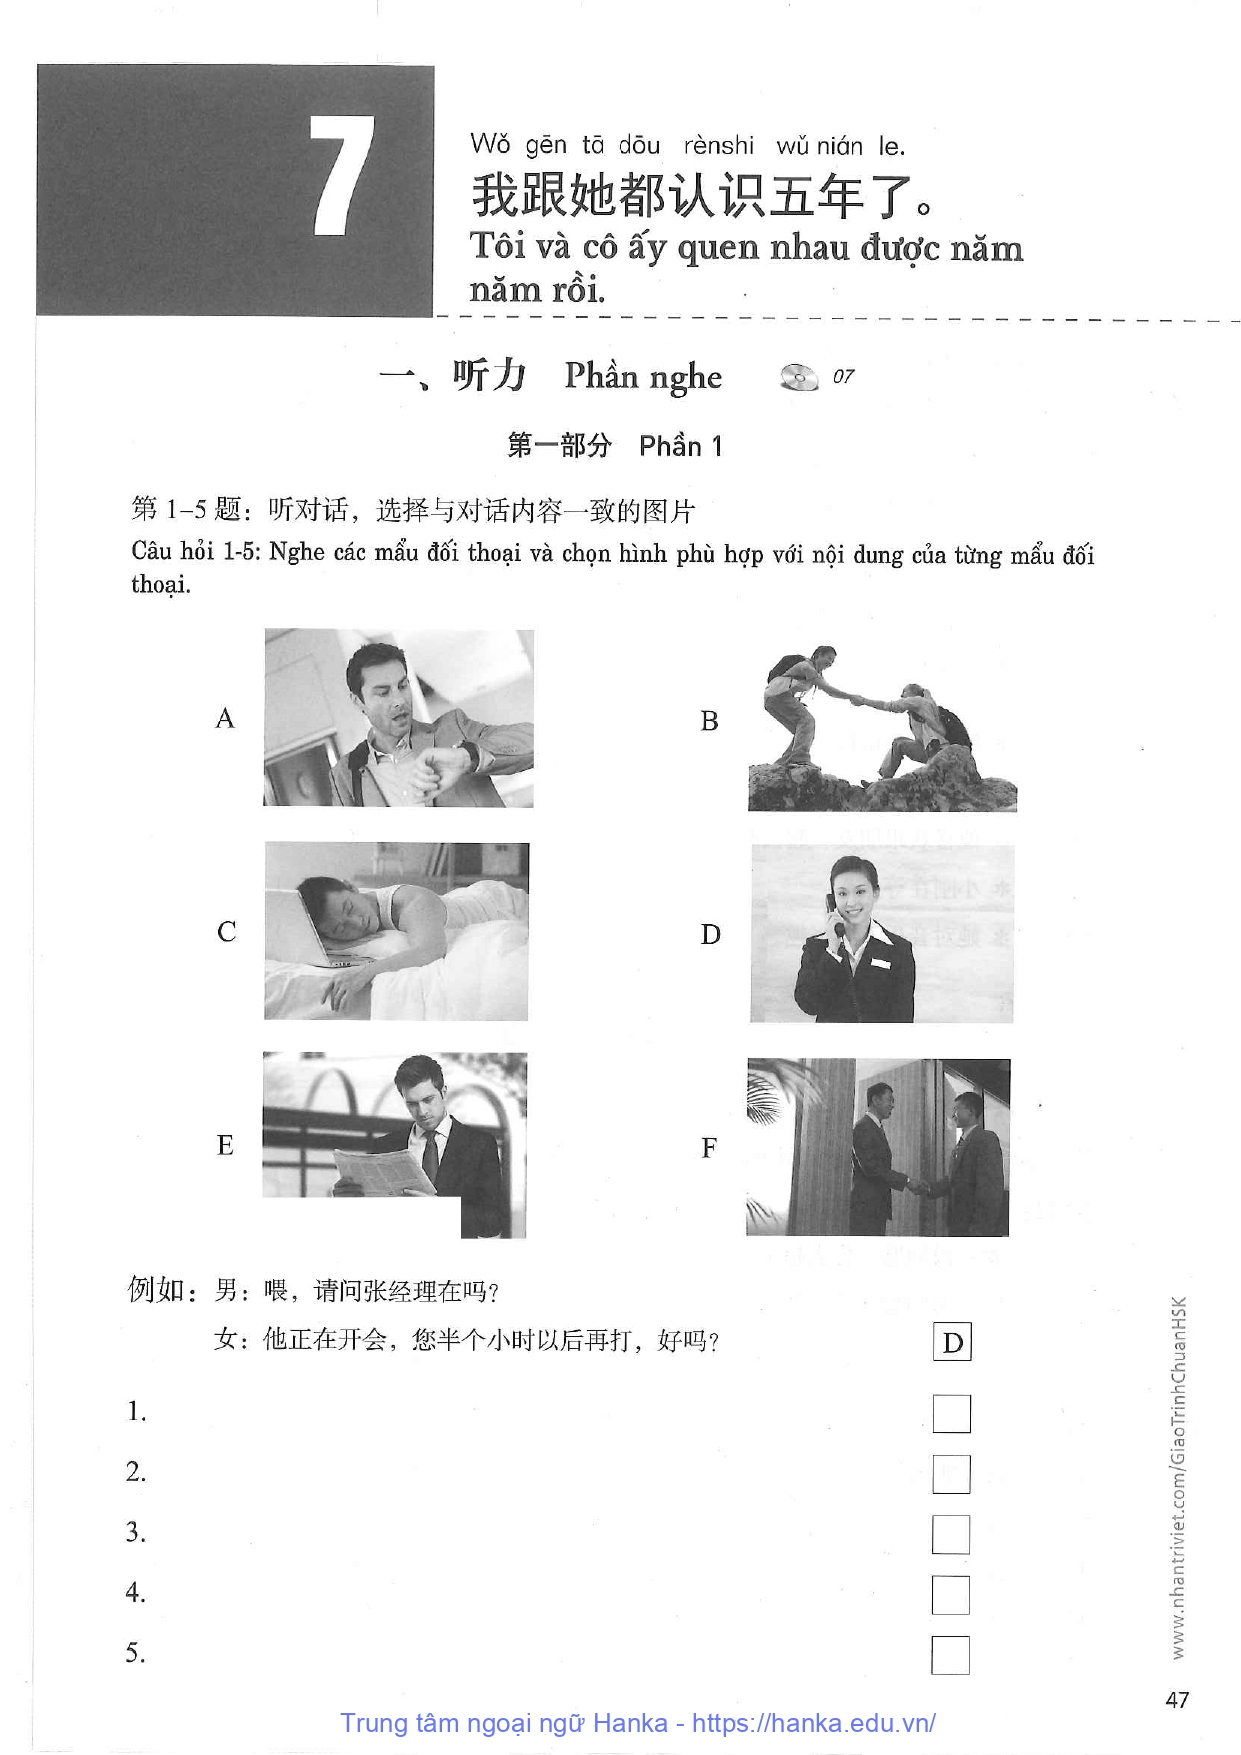 7
Wǒ gēn tā dōu rènshi wǔ nián le.
我跟她都认识五年了。
Tôi và cô ấy quen nhau được năm
năm rồi.
一、听力 Phần nghe 07
第一部分 Phần 1
第 1–5 题：听对话，选择与对话内容一致的图片
Câu hỏi 1-5: Nghe các mẩu đối thoại và chọn hình phù hợp với nội dung của từng mẩu đối
thoại.
A
B
C
D
E
F
例如：男：喂，请问张经理在吗？
女：他正在开会，您半个小时以后再打，好吗？ D
1.
2.
3.
4.
5.
www.nhantriviet.com/GiaoTrinhChuanHSK
47
Trung tâm ngoại ngữ Hanka - https://hanka.edu.vn/